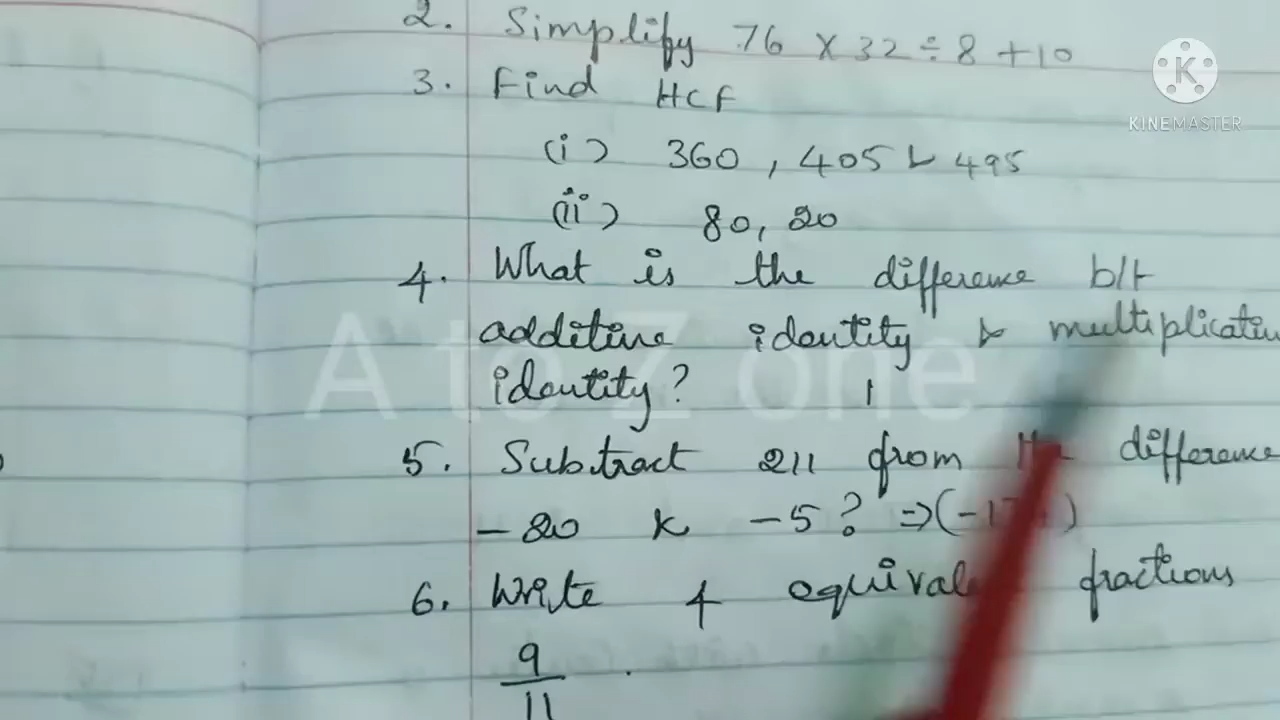 2. Simplify 76 × 32 ÷ 8 + 10
K
KINEMASTER
3. Find HCF
(i) 360, 405 & 495
(ii) 80, 20
4. What is the difference b/t
additive identity & multiplicativ
identity?
A to Z one
5. Subtract 211 from the difference
-20 & -5? ⇒
6. Write 4 fractions
9
11